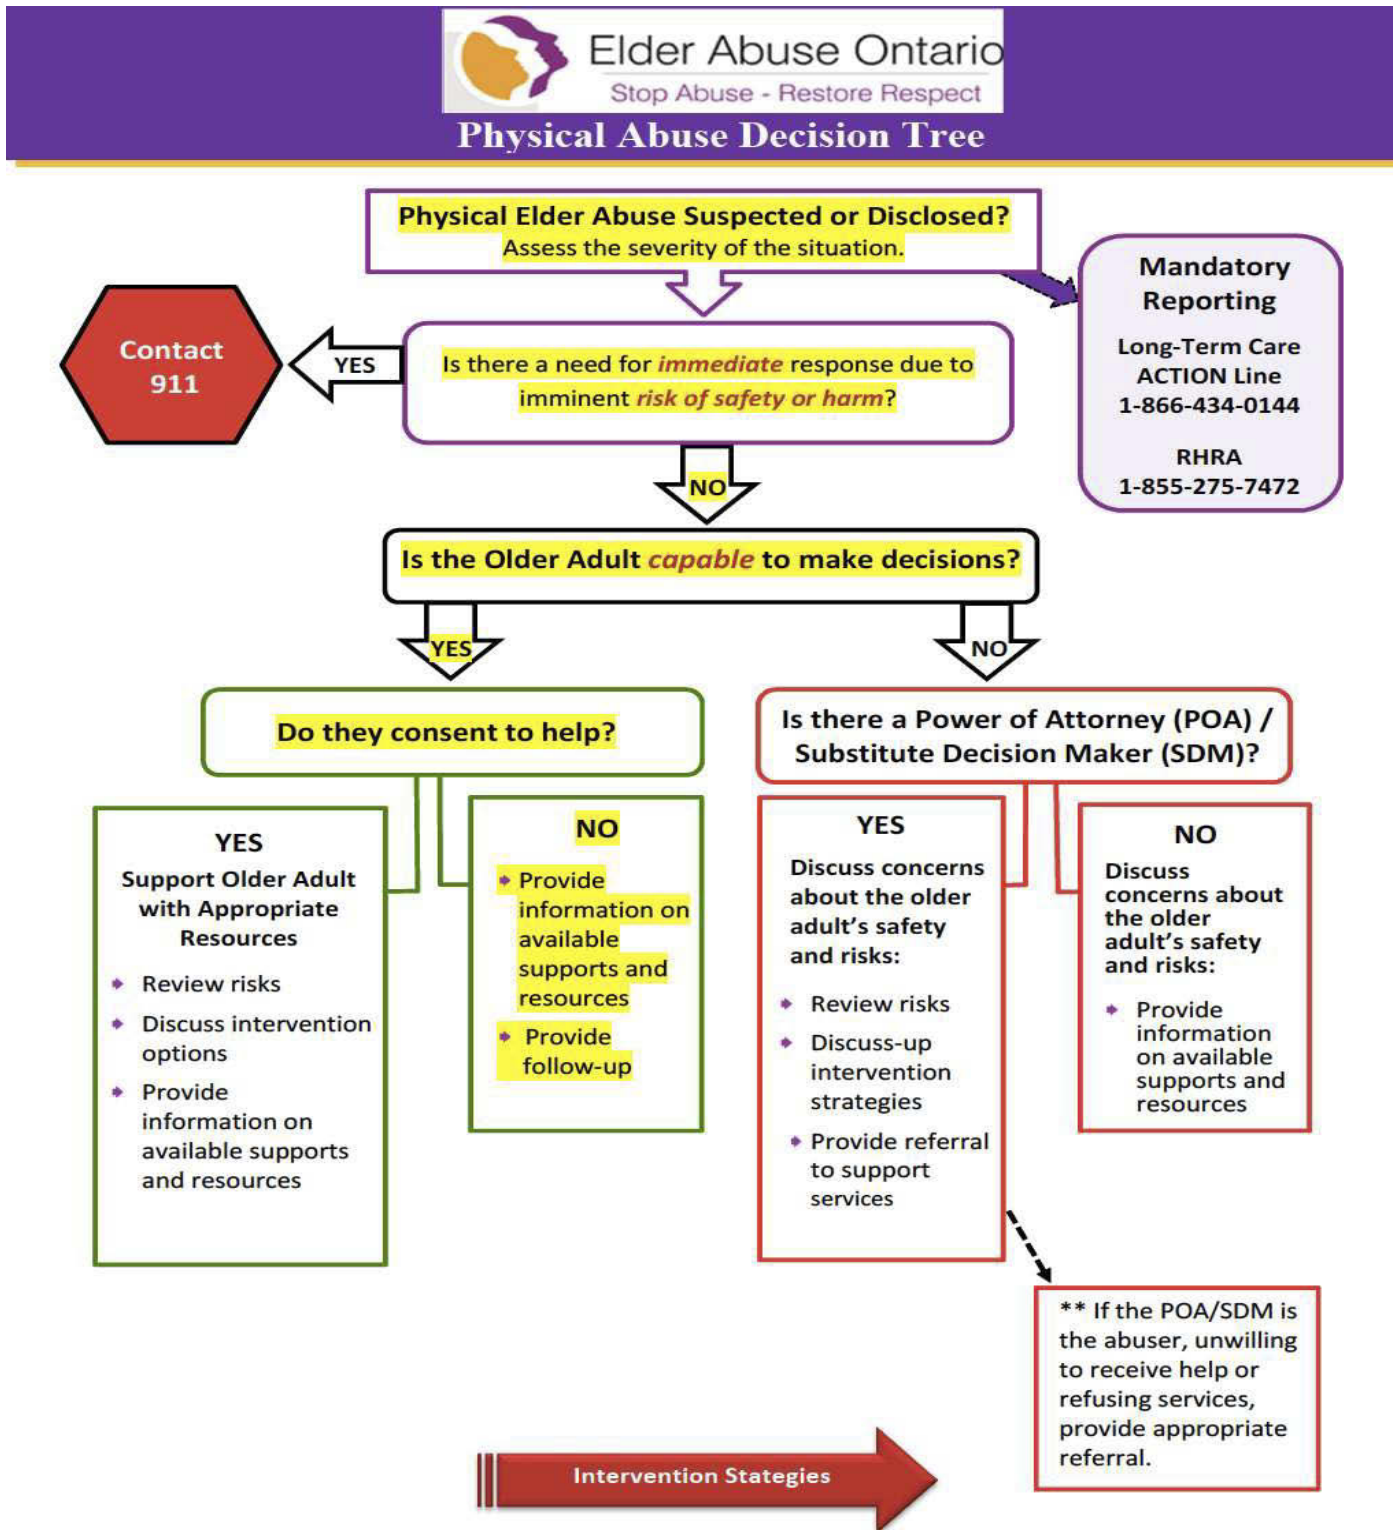 Elder Abuse Ontario
Stop Abuse - Restore Respect
Physical Abuse Decision Tree
Physical Elder Abuse Suspected or Disclosed?
Assess the severity of the situation.
Mandatory
Reporting
Long-Term Care
ACTION Line
1-866-434-0144
RHRA
1-855-275-7472
Is there a need for immediate response due to
imminent risk of safety or harm?
YES
Contact
911
NO
Is the Older Adult capable to make decisions?
YES
NO
Do they consent to help?
YES
Support Older Adult
with Appropriate
Resources
Review risks
Discuss intervention
options
Provide
information on
available supports
and resources
NO
Provide
information on
available
supports and
resources
Provide
follow-up
Is there a Power of Attorney (POA) /
Substitute Decision Maker (SDM)?
YES
Discuss concerns
about the older
adult's safety
and risks:
Review risks
Discuss-up
intervention
strategies
Provide referral
to support
services
NO
Discuss
concerns about
the older
adult's safety
and risks:
Provide
information
on available
supports and
resources
** If the POA/SDM is
the abuser, unwilling
to receive help or
refusing services,
provide appropriate
referral.
Intervention Stategies